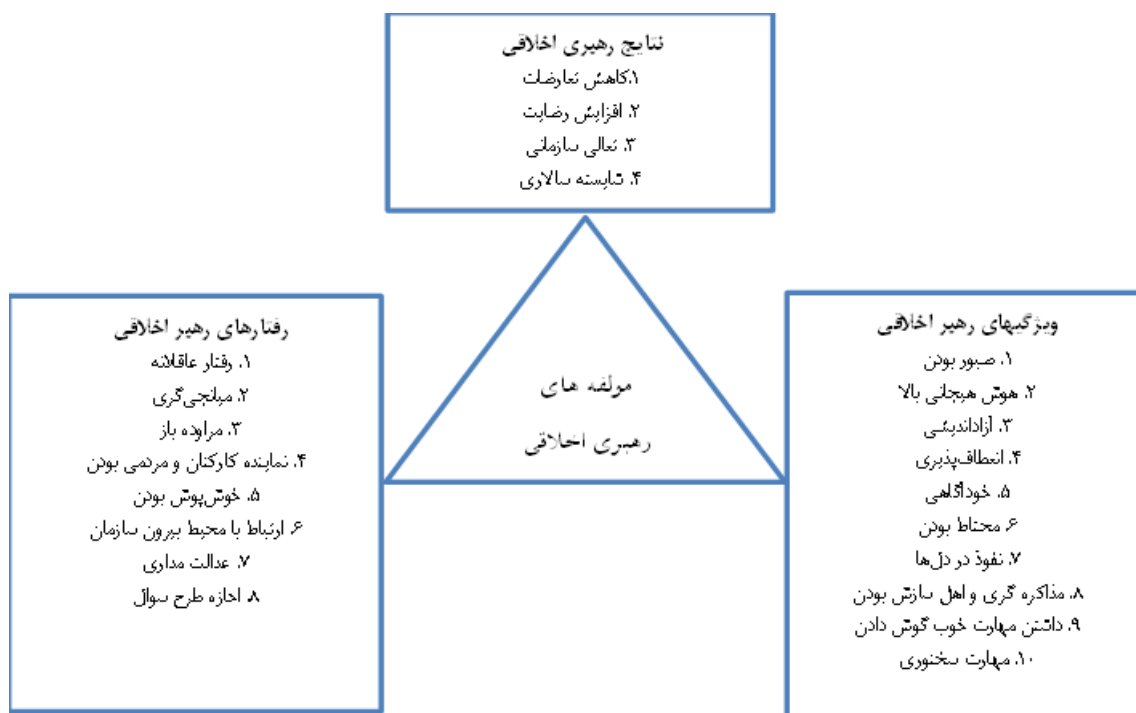 نتایج رهبری اخلاقی
۱.کاهش تعارضات
۲. افزایش رضایت
۳. تعالی سازمانی
۴. شایسته سالاری
ویژگیهای رهبر اخلاقی
۱. صبور بودن
۲. هوش هیجانی بالا
۳. آزاداندیشی
۴. انعطاف‌پذیری
۵. خودآگاهی
۶. محتاط بودن
۷. نفوذ در دل‌ها
۸. مذاکره گری و اهل سازش بودن
۹. داشتن مهارت خوب گوش دادن
۱۰. مهارت سخنوری
مولفه های
رهبری اخلاقی
رفتارهای رهبر اخلاقی
۱. رفتار عاقلانه
۲. میانجی‌گری
۳. مراوده باز
۴. نماینده کارکنان و مردمی بودن
۵. خوش‌پوش بودن
۶. ارتباط با محیط بیرون سازمان
۷. عدالت مداری
۸. اجازه طرح سوال